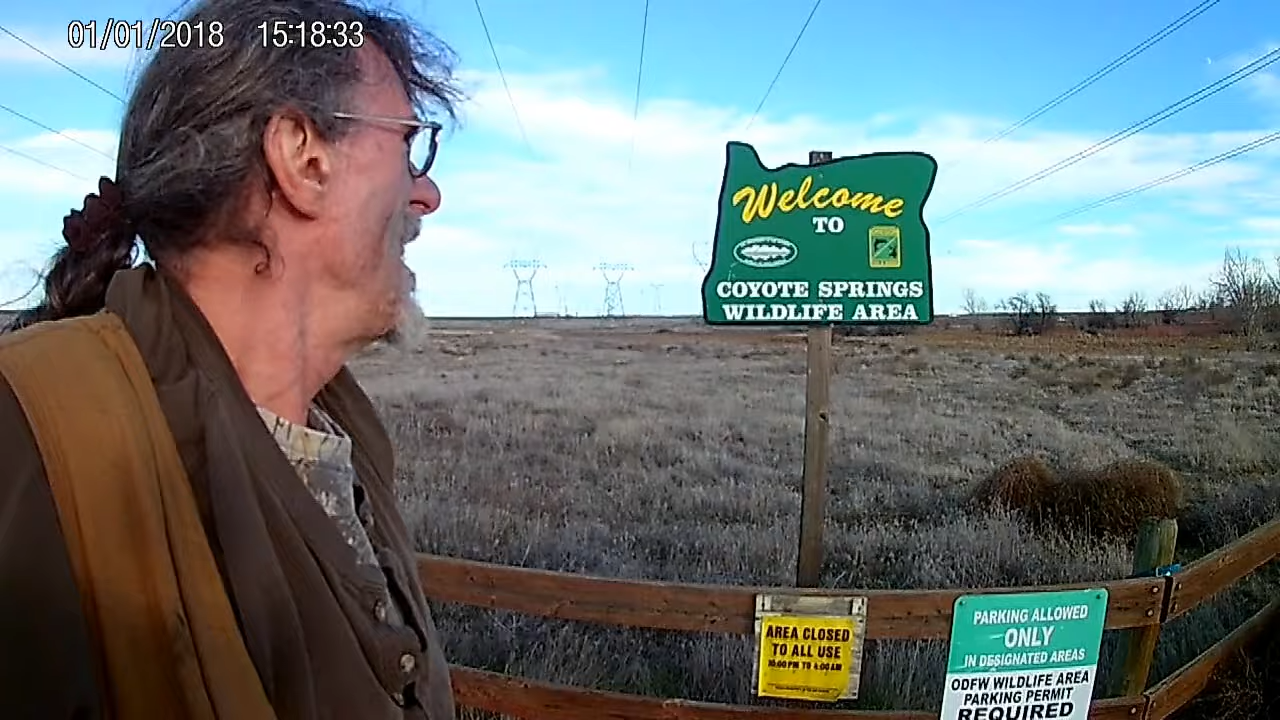 01/01/2018 15:18:33
Welcome
TO
COYOTE SPRINGS
WILDLIFE AREA
AREA CLOSED
TO ALL USE
10:00 PM TO 4:00 AM
PARKING ALLOWED
ONLY
IN DESIGNATED AREAS
ODFW WILDLIFE AREA
PARKING PERMIT
REQUIRED